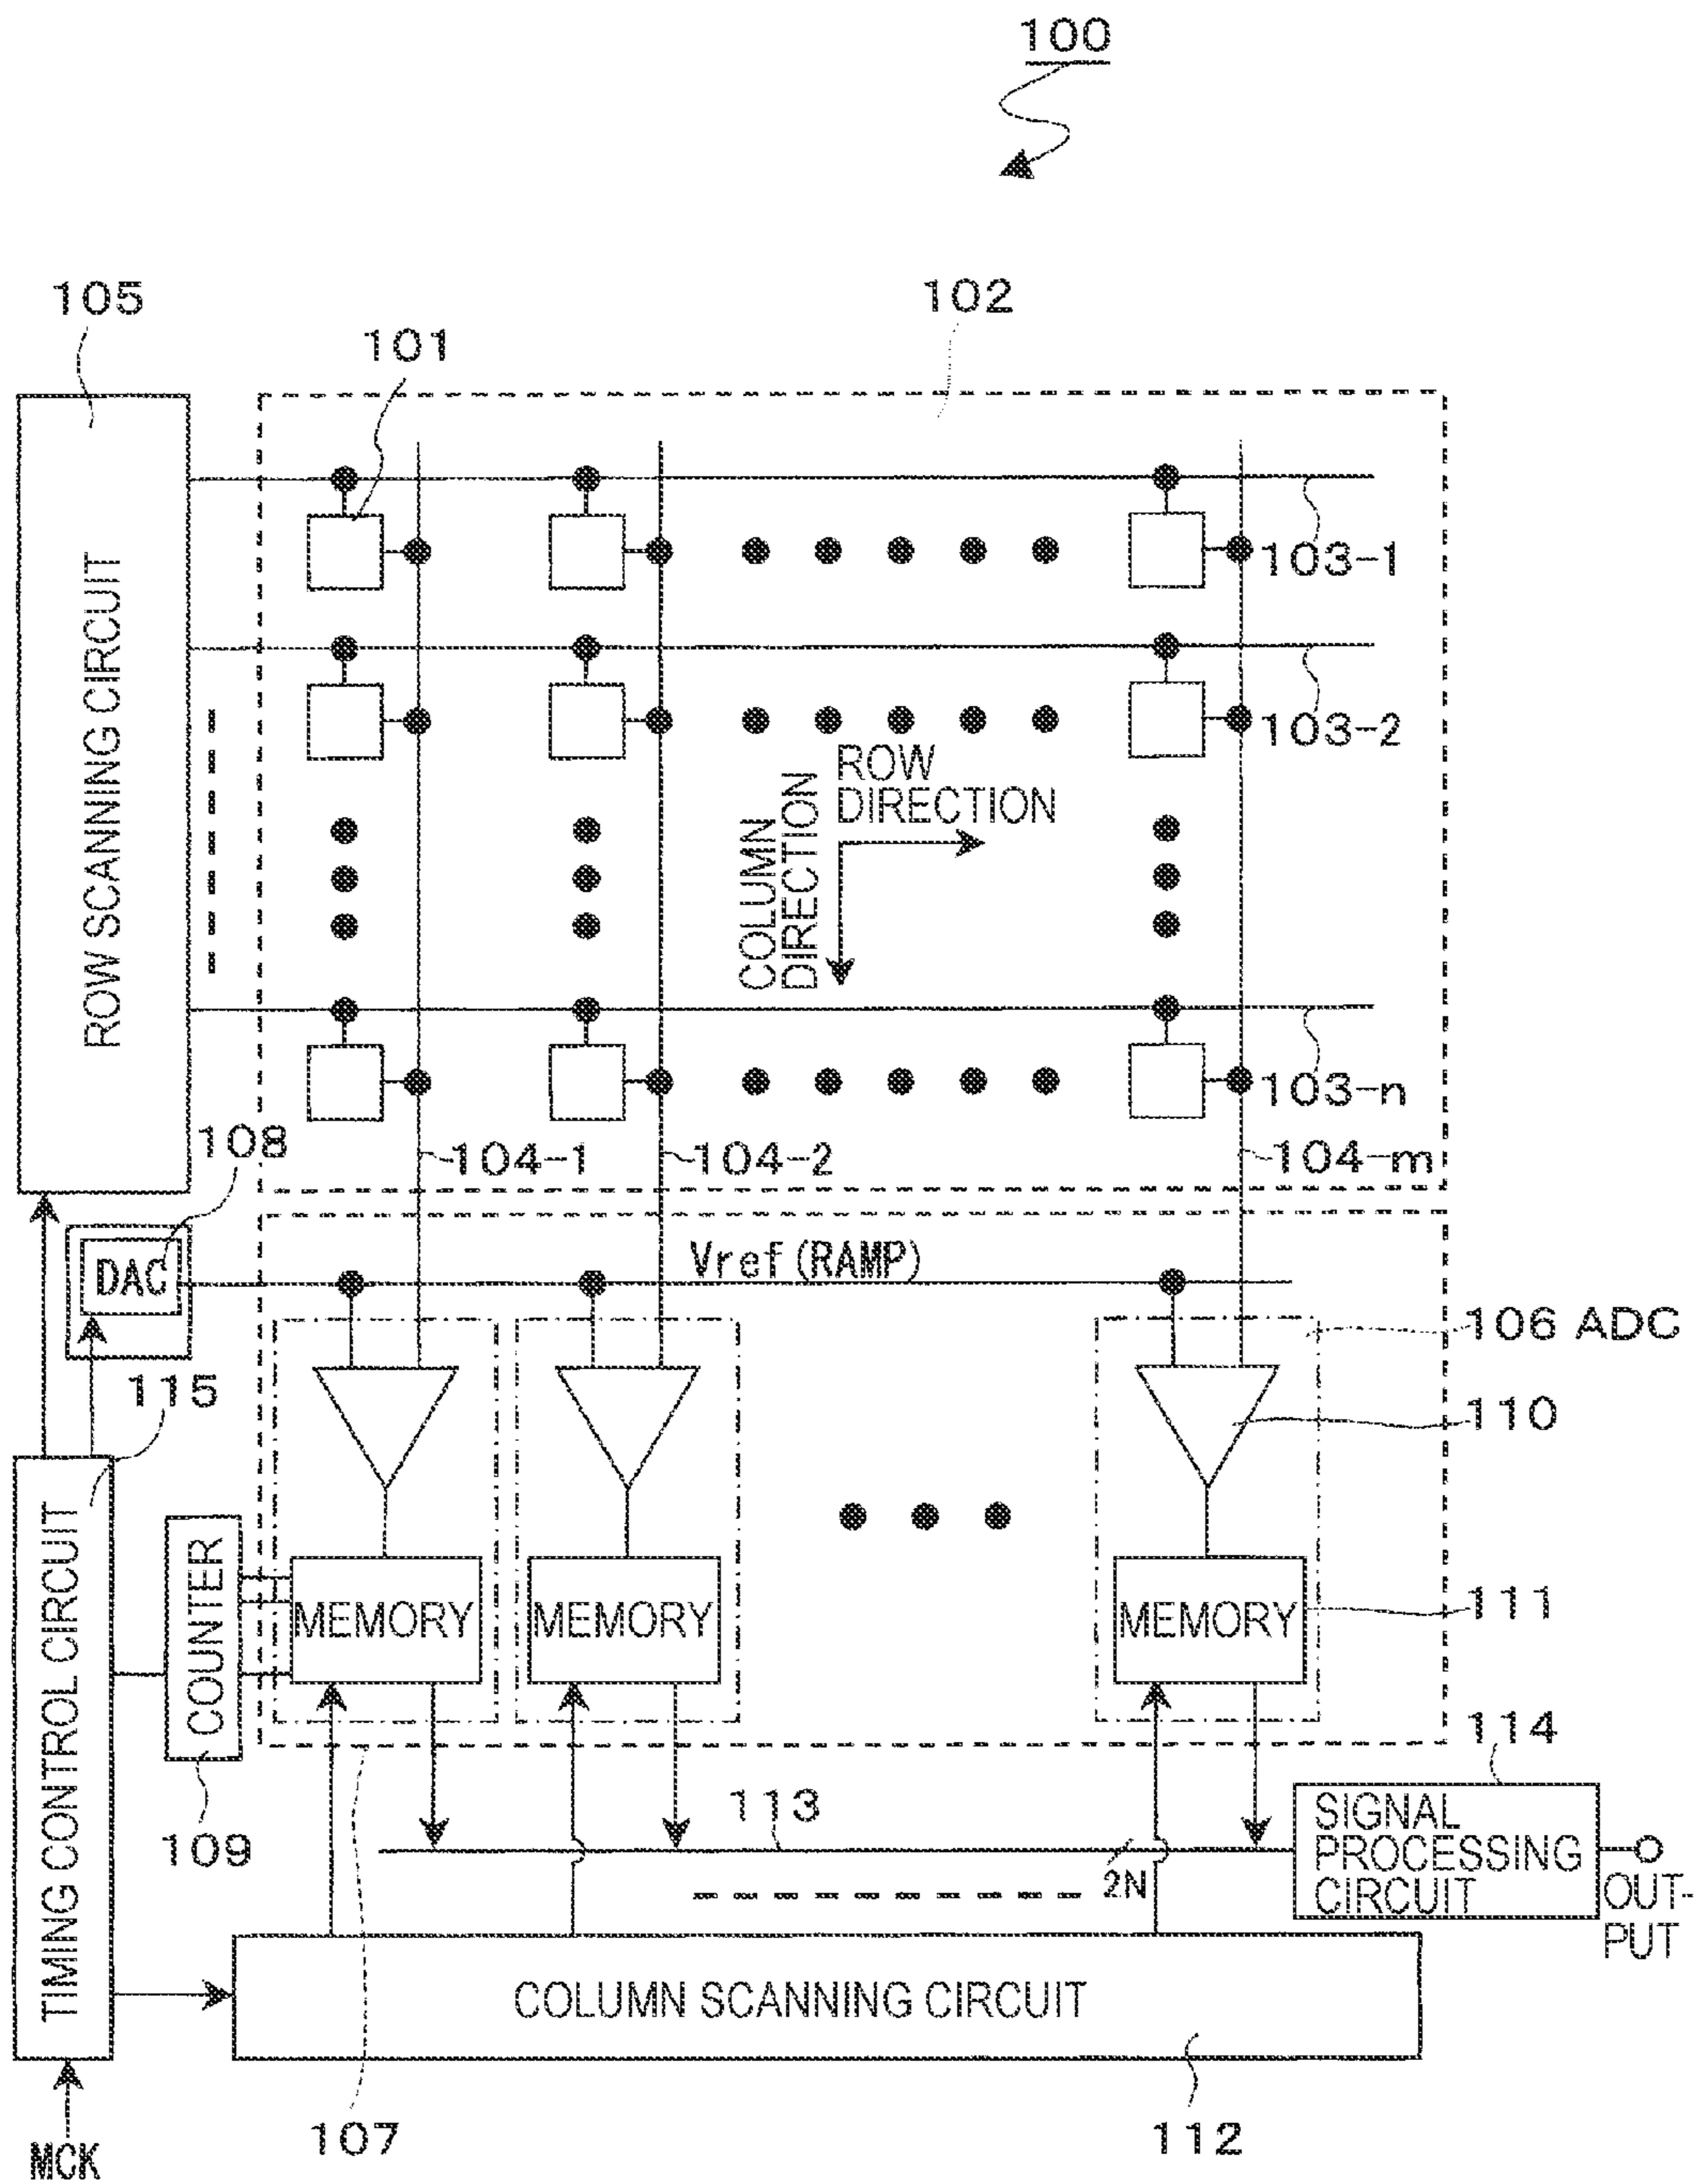 100
105
102
101
ROW SCANNING CIRCUIT
103-1
103-2
ROW
DIRECTION
COLUMN
DIRECTION
103-n
108
104-1
104-2
104-m
DAC
Vref(RAMP)
106 ADC
115
110
TIMING CONTROL CIRCUIT
COUNTER
MEMORY
MEMORY
MEMORY
111
114
109
113
2N
SIGNAL
PROCESSING
CIRCUIT
OUT-
PUT
COLUMN SCANNING CIRCUIT
107
112
MCK